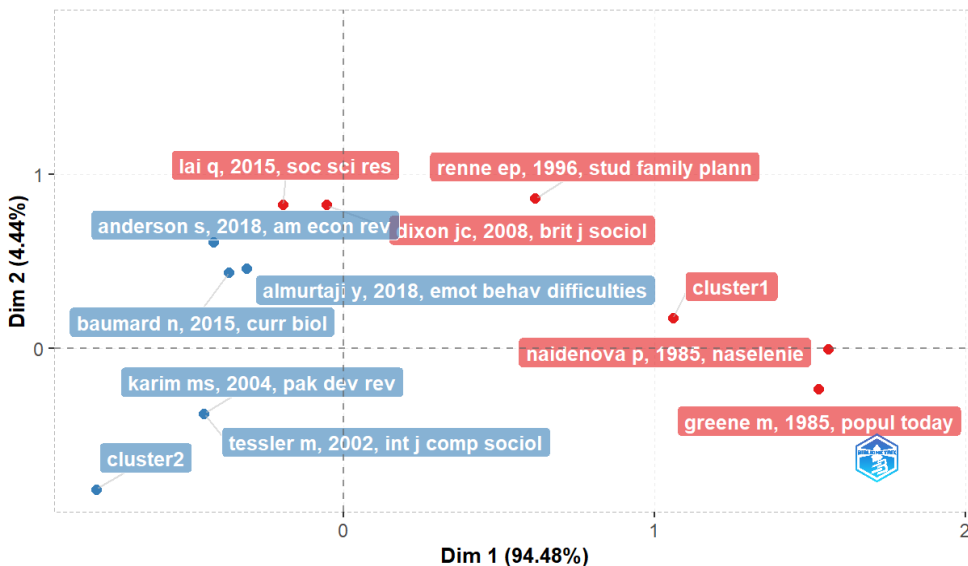 lai q, 2015, soc sci res
renne ep, 1996, stud family plann
1
anderson s, 2018, am econ rev
dixon jc, 2008, brit j sociol
almurtaji y, 2018, emot behav difficulties
cluster1
baumard n, 2015, curr biol
0
naidenova p, 1985, naselenie
karim ms, 2004, pak dev rev
greene m, 1985, popul today
tessler m, 2002, int j comp sociol
cluster2
0
1
2
Dim 1 (94.48%)
Dim 2 (4.44%)